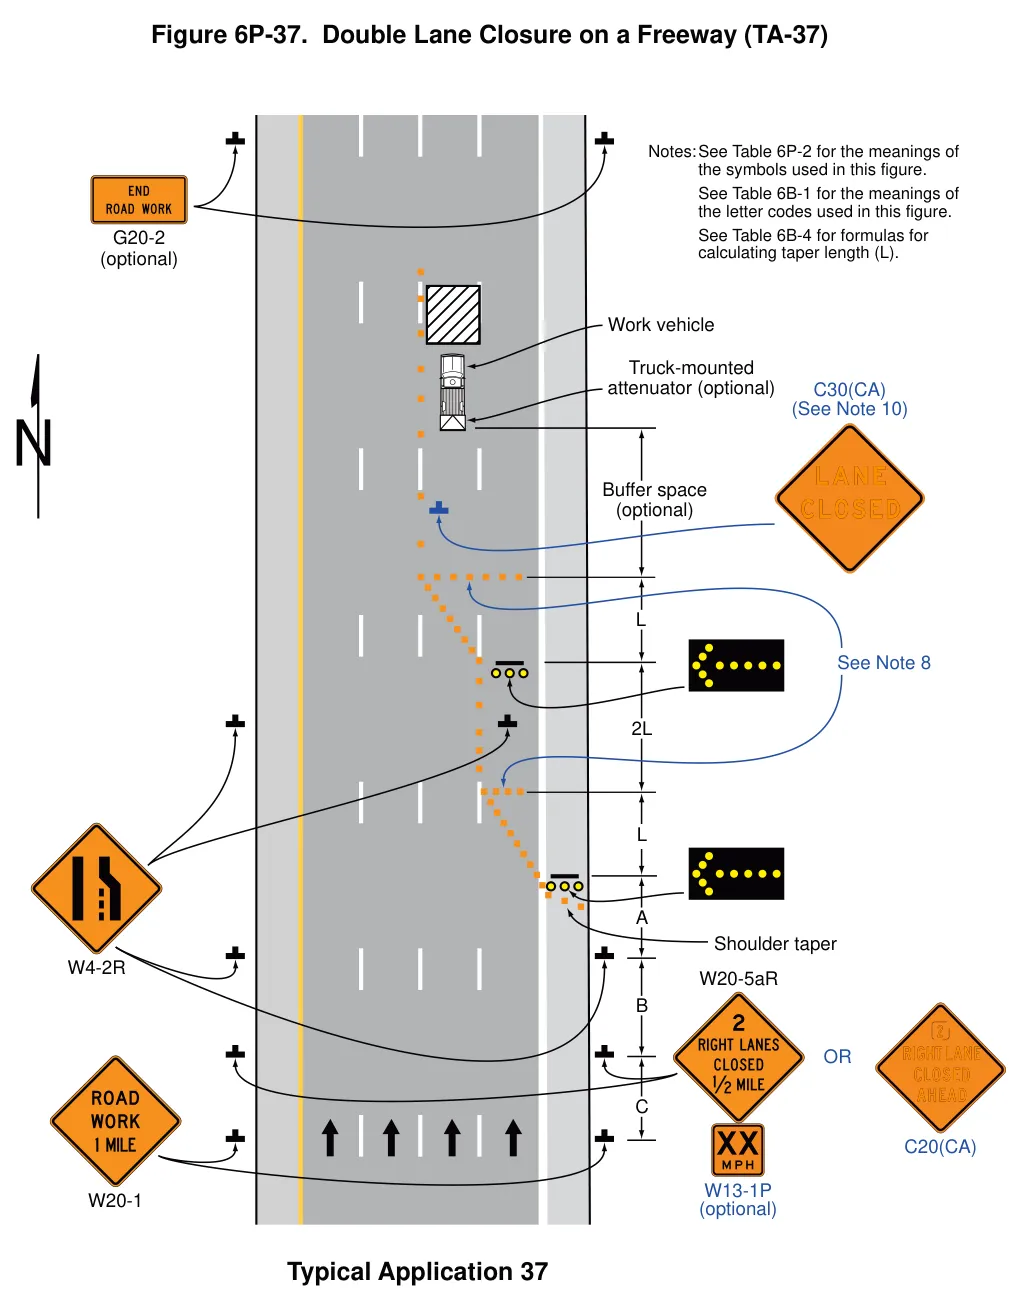 Figure 6P-37.  Double Lane Closure on a Freeway (TA-37)
END
ROAD WORK
G20-2
(optional)
Notes: See Table 6P-2 for the meanings of
the symbols used in this figure.
See Table 6B-1 for the meanings of
the letter codes used in this figure.
See Table 6B-4 for formulas for
calculating taper length (L).
Work vehicle
Truck-mounted
attenuator (optional)
C30(CA)
(See Note 10)
LANE
CLOSED
N
Buffer space
(optional)
L
See Note 8
2L
L
A
Shoulder taper
W4-2R
W20-5aR
B
2
RIGHT LANES
CLOSED
1/2 MILE
OR
2
RIGHT LANE
CLOSED
AHEAD
C20(CA)
ROAD
WORK
1 MILE
W20-1
C
XX
MPH
W13-1P
(optional)
Typical Application 37